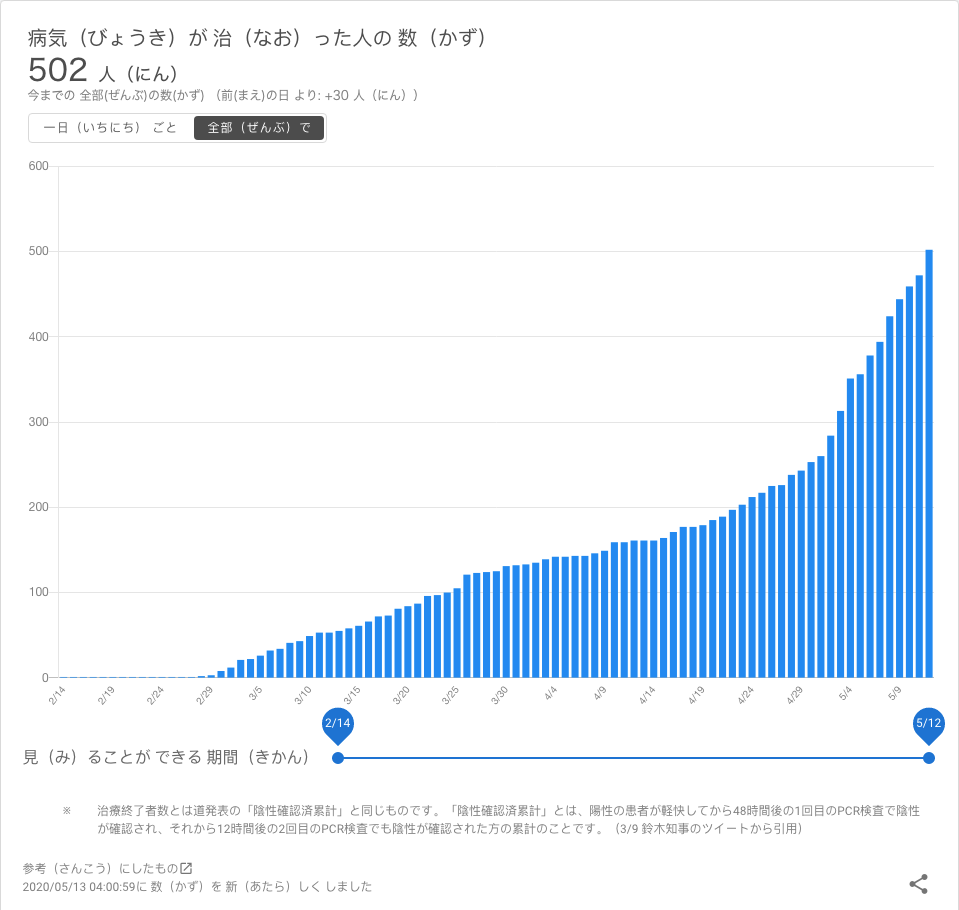 病気（びょうき）が 治（なお）った人の 数（かず）
502 人（にん）
今までの 全部(ぜんぶ)の数(かず) （前(まえ)の日 より: +30 人（にん））
一日（いちにち） ごと 全部（ぜんぶ）で
600
500
400
300
200
100
0
2/14 2/19 2/24 2/29 3/5 3/10 3/15 3/20 3/25 3/30 4/4 4/9 4/14 4/19 4/24 4/29 5/4 5/9
2/14 5/12
見（み）ることが できる 期間（きかん）
※ 治療終了者数とは道発表の「陰性確認済累計」と同じものです。「陰性確認済累計」とは、陽性の患者が軽快してから48時間後の1回目のPCR検査で陰性
が確認され、それから12時間後の2回目のPCR検査でも陰性が確認された方の累計のことです。（3/9 鈴木知事のツイートから引用）
参考（さんこう）にしたもの
2020/05/13 04:00:59に 数（かず）を 新（あたら）しく しました